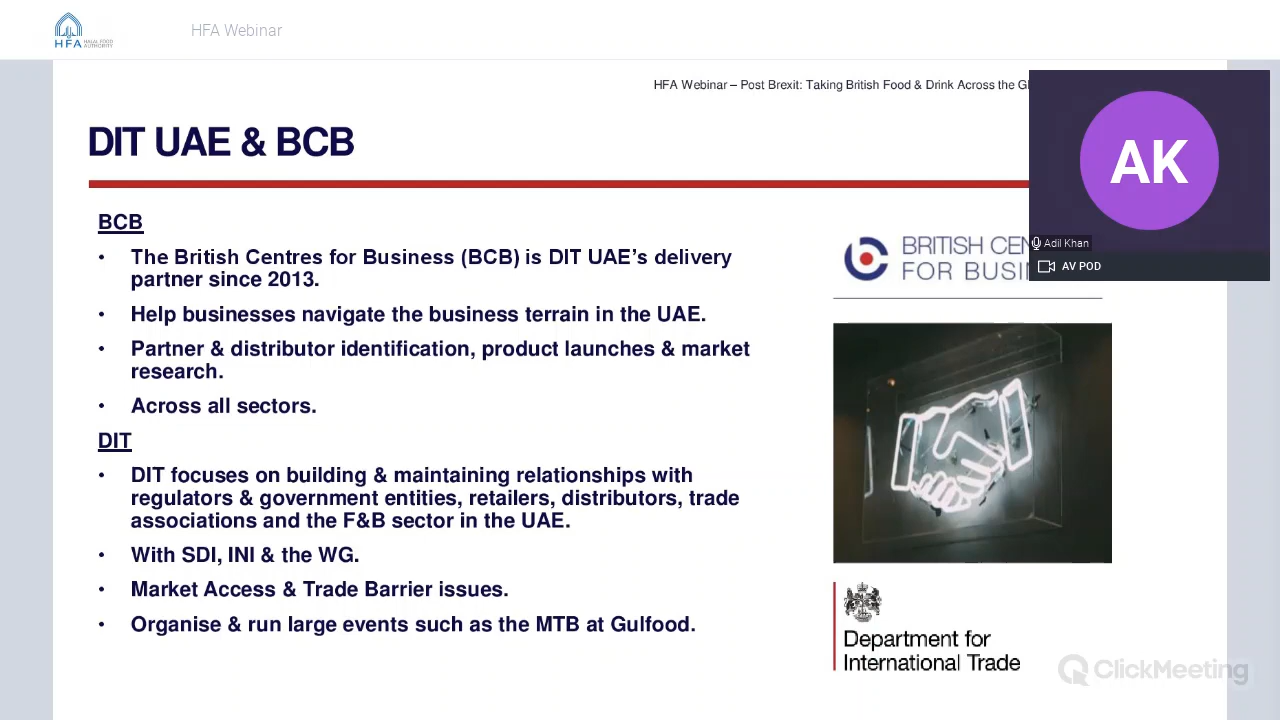 HFA
HALAL FOOD
AUTHORITY
HFA Webinar
HFA Webinar – Post Brexit: Taking British Food & Drink Across the
DIT UAE & BCB
AK
Adil Khan
AV POD
BCB
• The British Centres for Business (BCB) is DIT UAE’s delivery
partner since 2013.
• Help businesses navigate the business terrain in the UAE.
• Partner & distributor identification, product launches & market
research.
• Across all sectors.
DIT
• DIT focuses on building & maintaining relationships with
regulators & government entities, retailers, distributors, trade
associations and the F&B sector in the UAE.
• With SDI, INI & the WG.
• Market Access & Trade Barrier issues.
• Organise & run large events such as the MTB at Gulfood.
BRITISH
FOR
Department for
International Trade
ClickMeeting